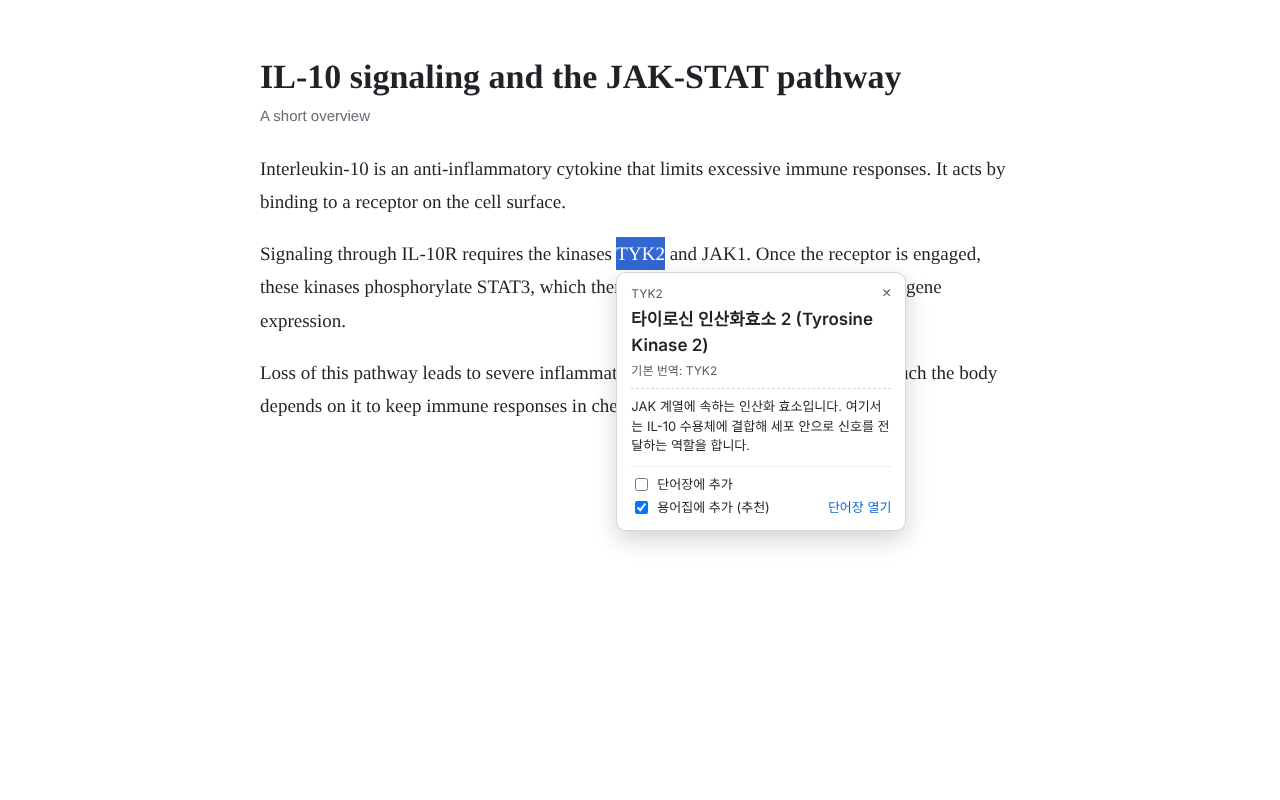 IL-10 signaling and the JAK-STAT pathway
A short overview
Interleukin-10 is an anti-inflammatory cytokine that limits excessive immune responses. It acts by
binding to a receptor on the cell surface.
Signaling through IL-10R requires the kinases TYK2 and JAK1. Once the receptor is engaged,
these kinases phosphorylate STAT3, which gene
expression.
Loss of this pathway leads to severe the body
depends on it to keep immune responses in
TYK2
×
타이로신 인산화효소 2 (Tyrosine
Kinase 2)
기본 번역: TYK2
JAK 계열에 속하는 인산화 효소입니다. 여기서
는 IL-10 수용체에 결합해 세포 안으로 신호를 전
달하는 역할을 합니다.
단어장에 추가
용어집에 추가 (추천) 단어장 열기